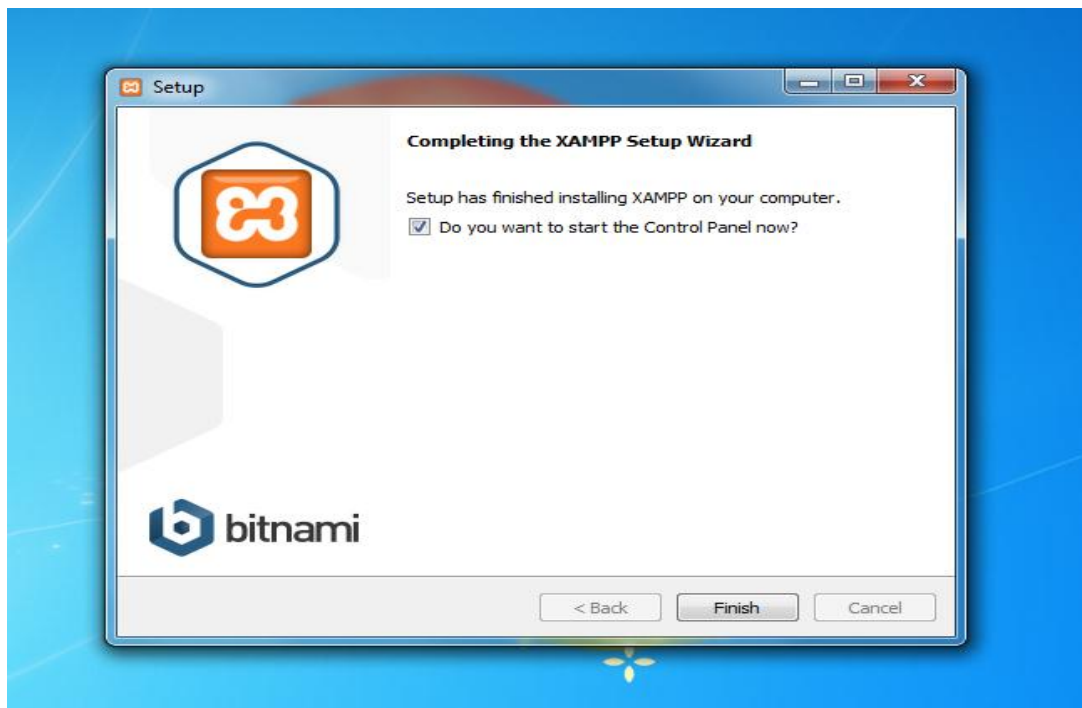 Setup
Completing the XAMPP Setup Wizard
Setup has finished installing XAMPP on your computer.
Do you want to start the Control Panel now?
bitnami
< Back
Finish
Cancel